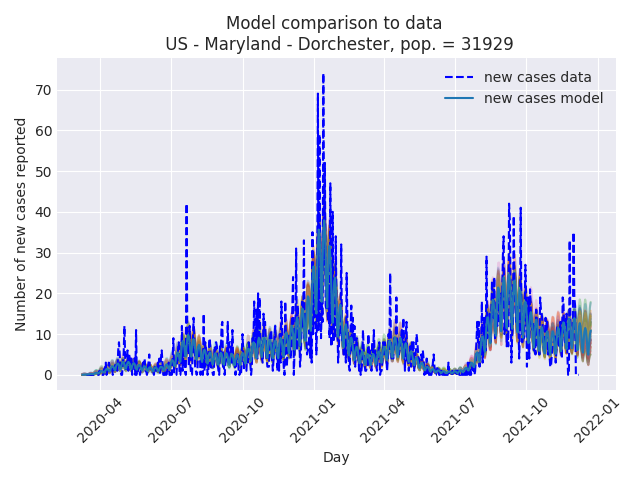 Model comparison to data
US - Maryland - Dorchester, pop. = 31929
new cases data
new cases model
Number of new cases reported
70
60
50
40
30
20
10
0
2020-04
2020-07
2020-10
2021-01
2021-04
2021-07
2021-10
2022-01
Day